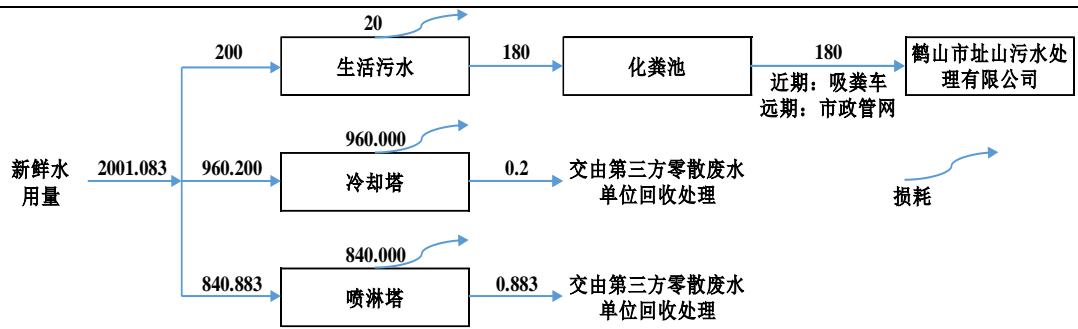 20
200
生活污水
180
化粪池
180
近期：吸粪车
远期：市政管网
鹤山市址山污水处
理有限公司
新鲜水
用量
2001.083
960.200
960.000
冷却塔
0.2
交由第三方零散废水
单位回收处理
损耗
840.000
840.883
喷淋塔
0.883
交由第三方零散废水
单位回收处理